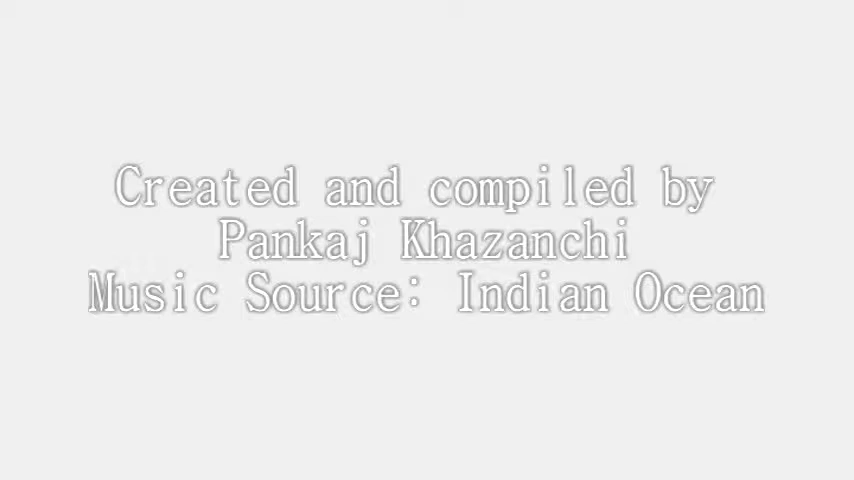 Created and compiled by
Pankaj Khazanchi
Music Source: Indian Ocean